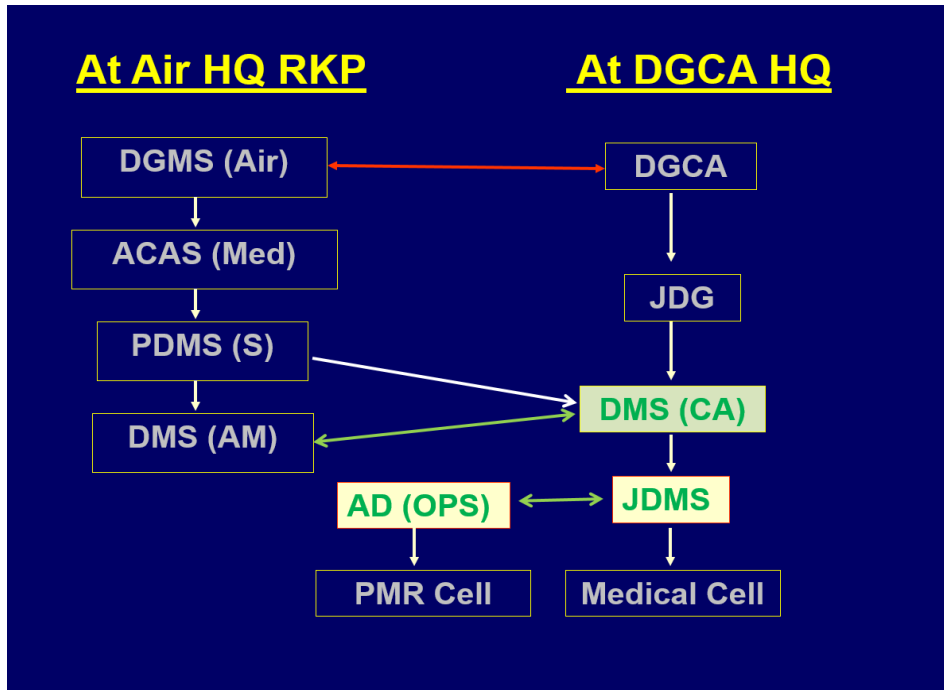 At Air HQ RKP
At DGCA HQ
DGMS (Air)
DGCA
ACAS (Med)
JDG
PDMS (S)
DMS (CA)
DMS (AM)
AD (OPS)
JDMS
PMR Cell
Medical Cell